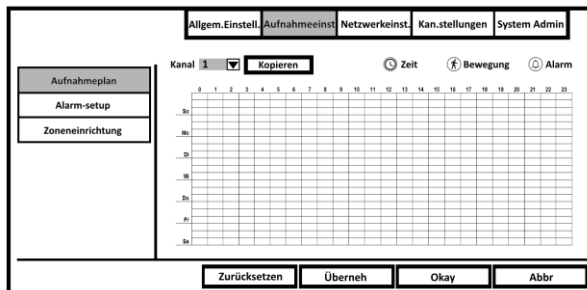 Allgem.Einstell. Aufnahmeeinst Netzwerkeinst. Kan.stellungen System Admin
Kanal 1 Kopieren Zeit Bewegung Alarm
Aufnahmeplan
Alarm-setup
Zoneneinrichtung
0 1 2 3 4 5 6 7 8 9 10 11 12 13 14 15 16 17 18 19 20 21 22 23
So
Mo
Di
Mi
Do
Fr
Sa
Zurücksetzen Überneh Okay Abbr